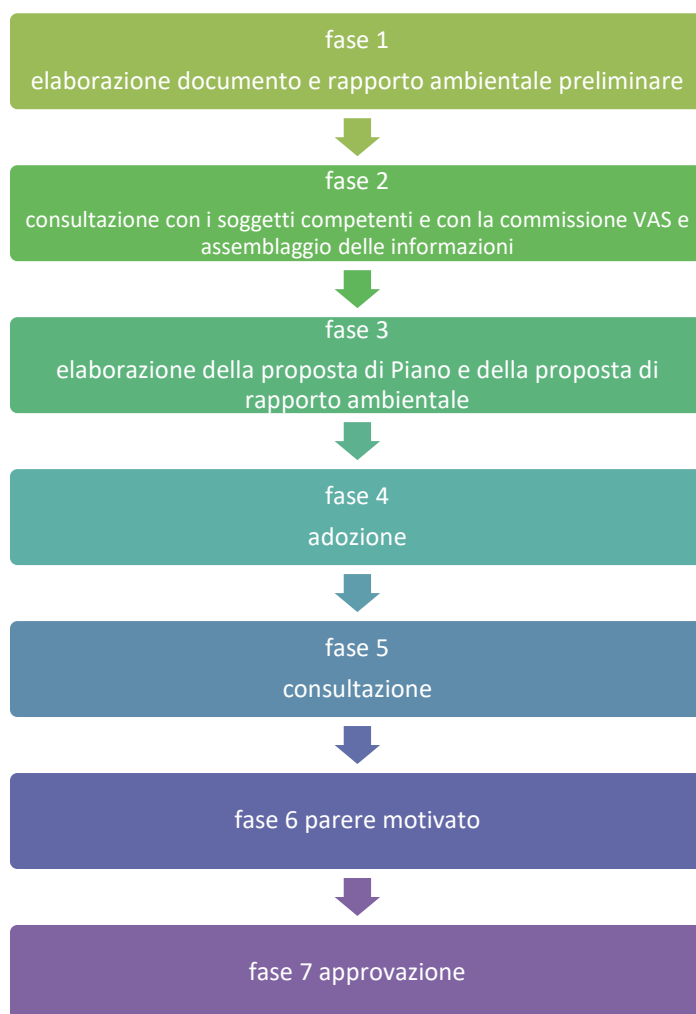 fase 1
elaborazione documento e rapporto ambientale preliminare
fase 2
consultazione con i soggetti competenti e con la commissione VAS e
assemblaggio delle informazioni
fase 3
elaborazione della proposta di Piano e della proposta di
rapporto ambientale
fase 4
adozione
fase 5
consultazione
fase 6 parere motivato
fase 7 approvazione